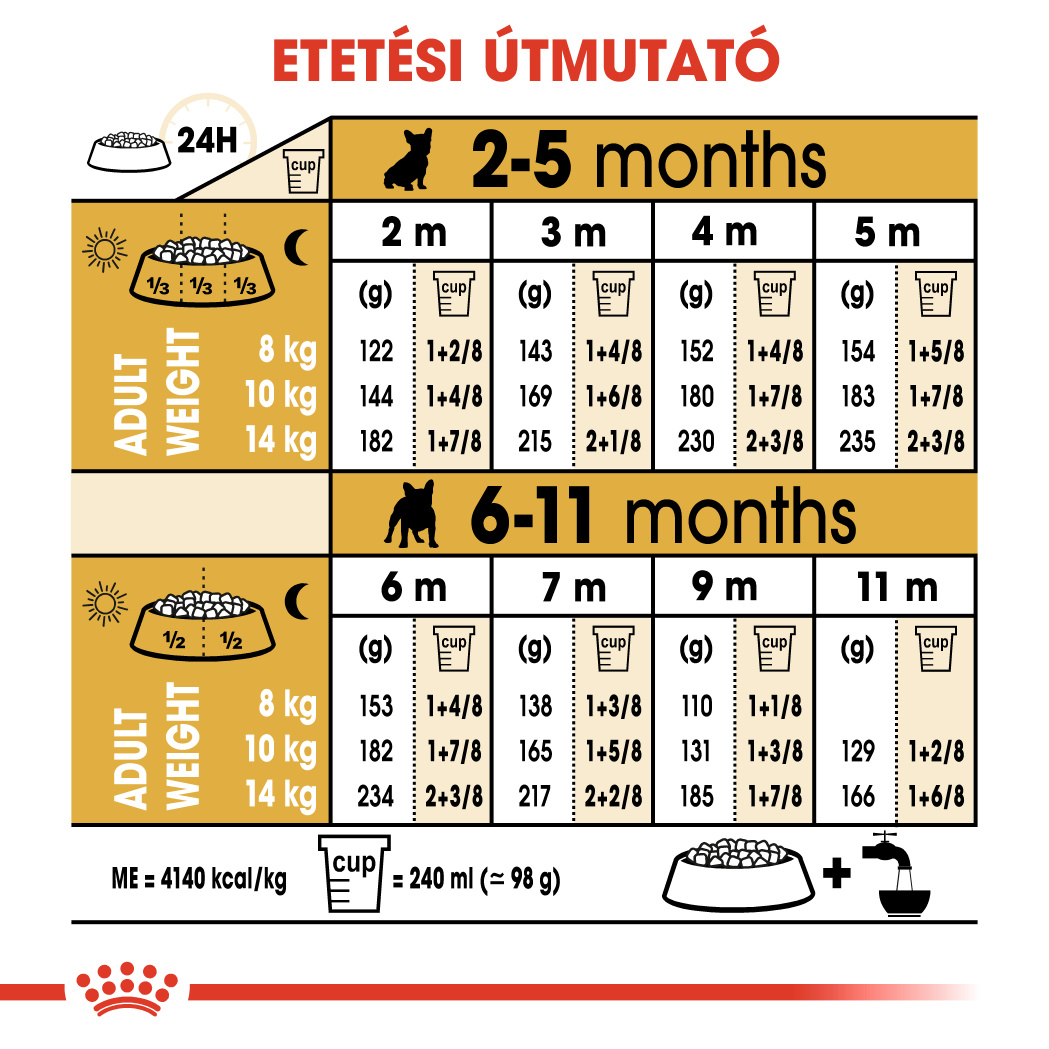 ETETÉSI ÚTMUTATÓ
24H
cup
2-5 months
2 m 3 m 4 m 5 m
1/3 1/3 1/3
(g) cup (g) cup (g) cup (g) cup
ADULT WEIGHT
8 kg 122 1+2/8 143 1+4/8 152 1+4/8 154 1+5/8
10 kg 144 1+4/8 169 1+6/8 180 1+7/8 183 1+7/8
14 kg 182 1+7/8 215 2+1/8 230 2+3/8 235 2+3/8
6-11 months
6 m 7 m 9 m 11 m
1/2 1/2
(g) cup (g) cup (g) cup (g) cup
ADULT WEIGHT
8 kg 153 1+4/8 138 1+3/8 110 1+1/8
10 kg 182 1+7/8 165 1+5/8 131 1+3/8 129 1+2/8
14 kg 234 2+3/8 217 2+2/8 185 1+7/8 166 1+6/8
ME = 4140 kcal/kg cup = 240 ml (≃ 98 g) +